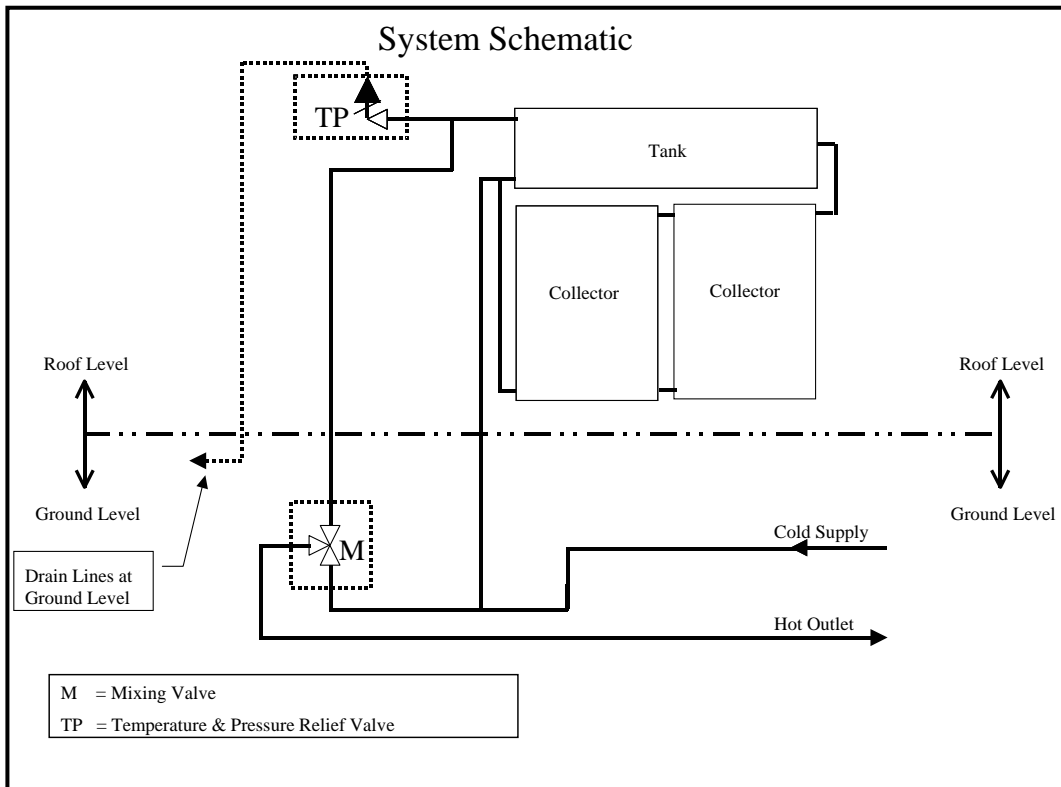 System Schematic
TP
Tank
Collector
Collector
Roof Level
Roof Level
Ground Level
Ground Level
Cold Supply
M
Drain Lines at
Ground Level
Hot Outlet
M = Mixing Valve
TP = Temperature & Pressure Relief Valve